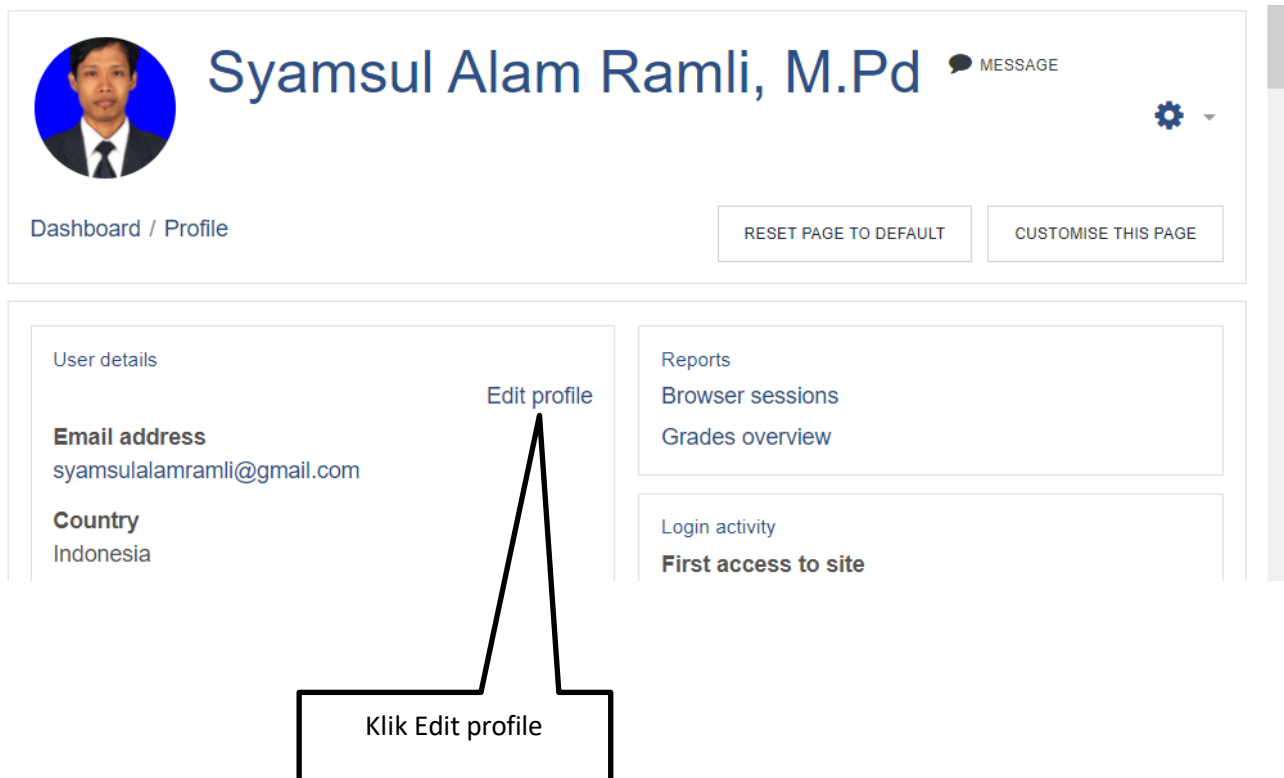 Syamsul Alam Ramli, M.Pd MESSAGE
Dashboard / Profile
RESET PAGE TO DEFAULT CUSTOMISE THIS PAGE
User details
Edit profile
Email address
syamsulalamramli@gmail.com
Country
Indonesia
Reports
Browser sessions
Grades overview
Login activity
First access to site
Klik Edit profile